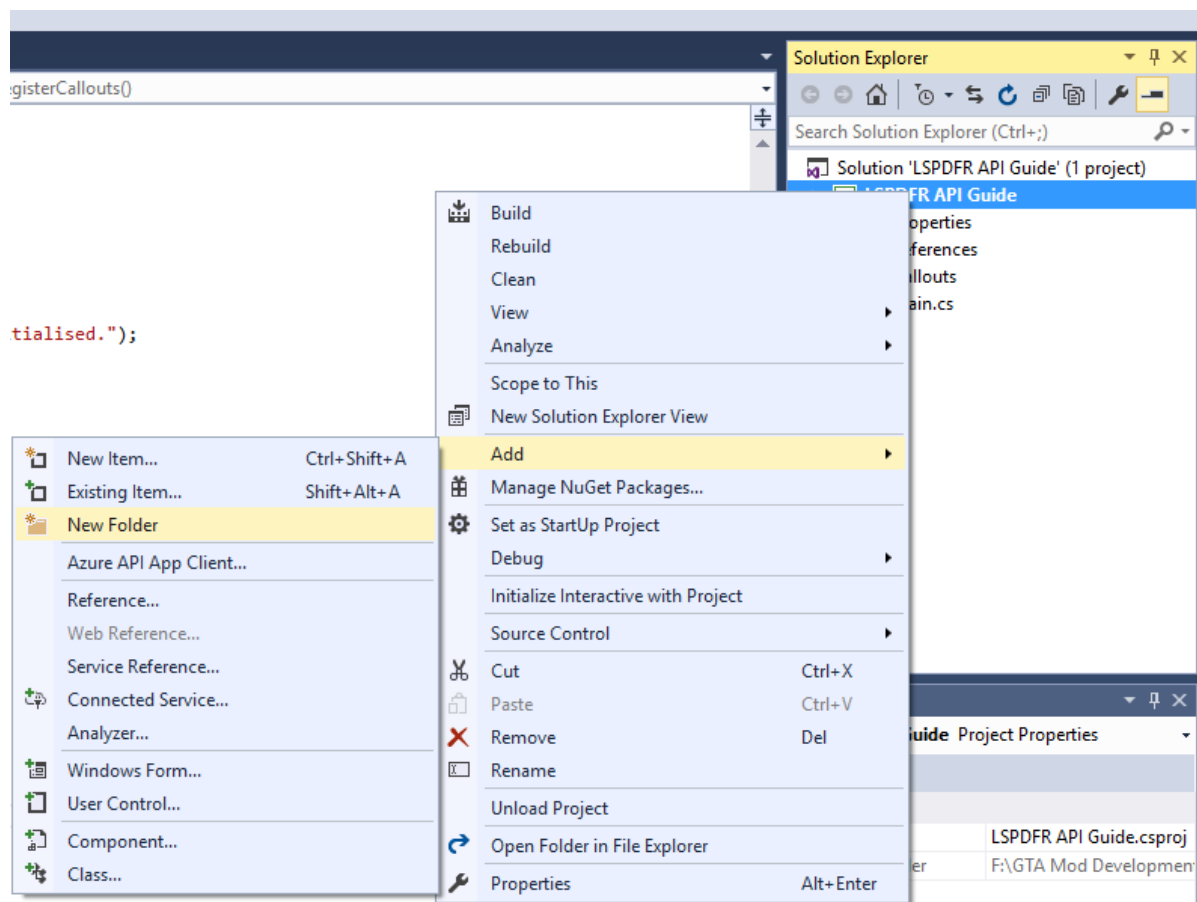 gisterCallouts()
tialised.");
Solution Explorer
Search Solution Explorer (Ctrl+;)
Solution 'LSPDFR API Guide' (1 project)
LSPDFR API Guide
operties
ferences
llouts
ain.cs
Build
Rebuild
Clean
View
Analyze
Scope to This
New Solution Explorer View
Add
Manage NuGet Packages...
Set as StartUp Project
Debug
Initialize Interactive with Project
Source Control
Cut Ctrl+X
Paste Ctrl+V
Remove Del
Rename
Unload Project
Open Folder in File Explorer
Properties Alt+Enter
New Item... Ctrl+Shift+A
Existing Item... Shift+Alt+A
New Folder
Azure API App Client...
Reference...
Web Reference...
Service Reference...
Connected Service...
Analyzer...
Windows Form...
User Control...
Component...
Class...
uide Project Properties
LSPDFR API Guide.csproj
er F:\GTA Mod Developmen